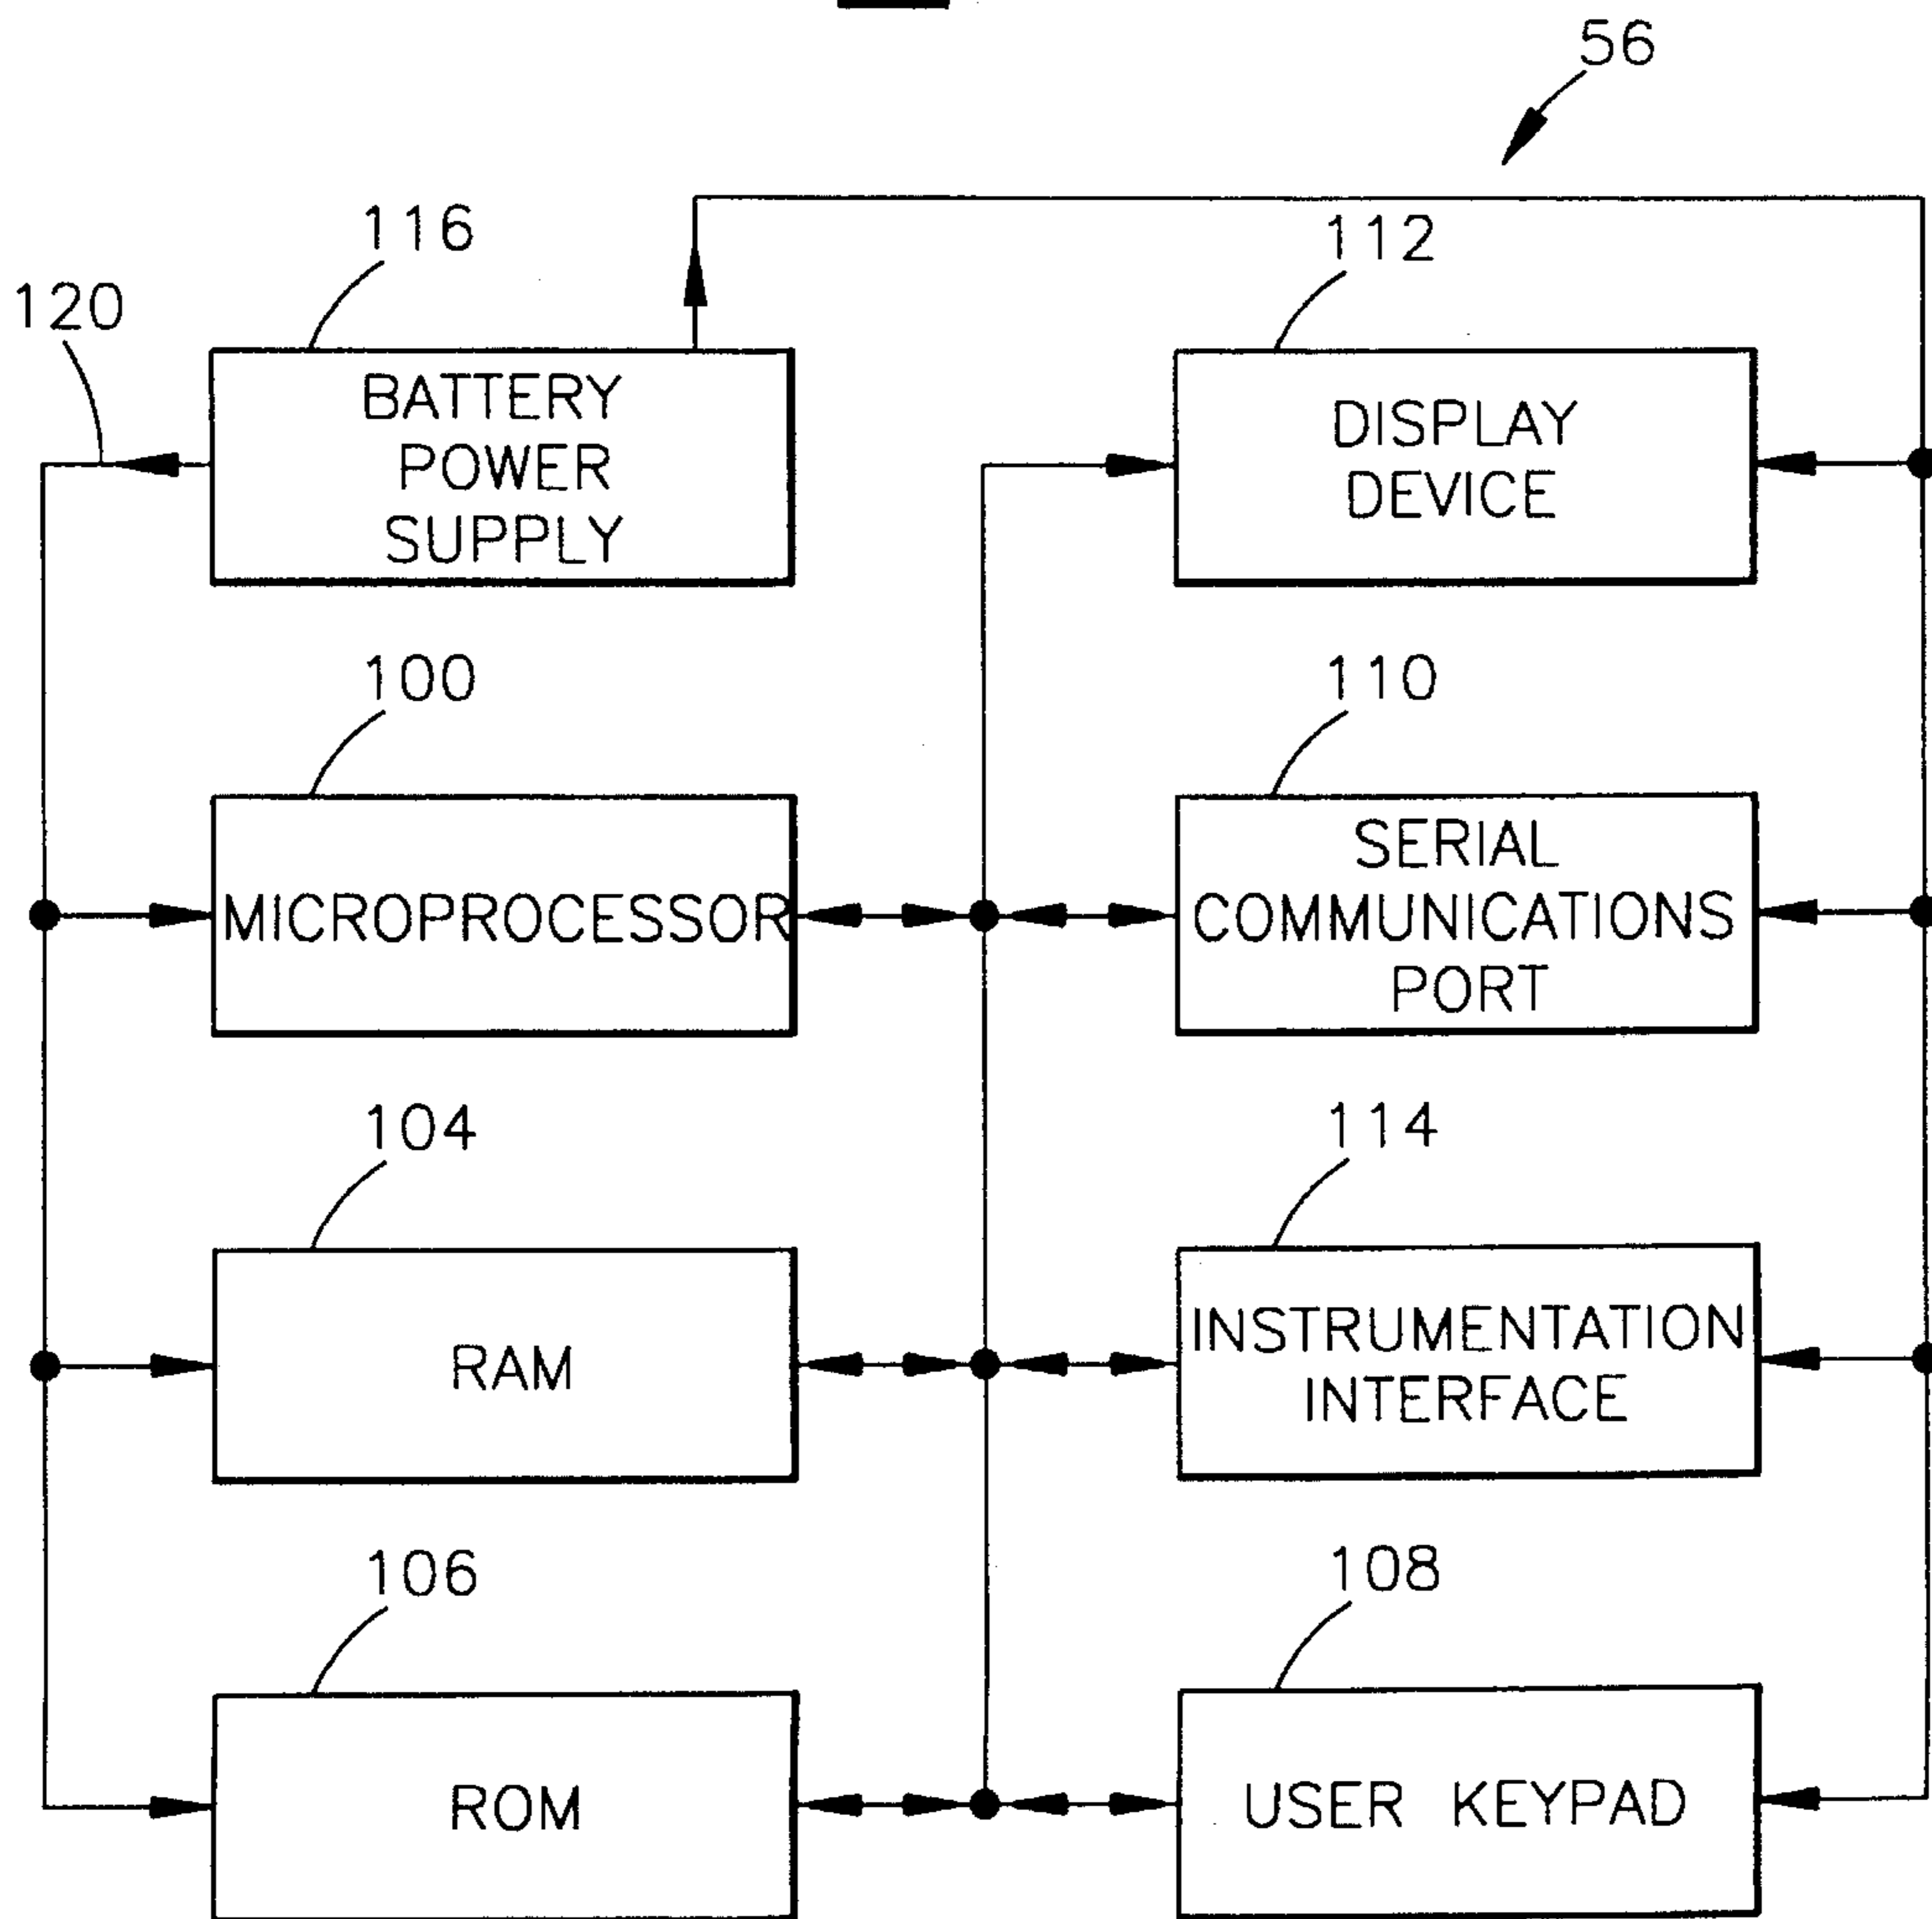 56
116
112
120
BATTERY
POWER
SUPPLY
DISPLAY
DEVICE
100
110
MICROPROCESSOR
SERIAL
COMMUNICATIONS
PORT
104
114
RAM
INSTRUMENTATION
INTERFACE
106
108
ROM
USER KEYPAD